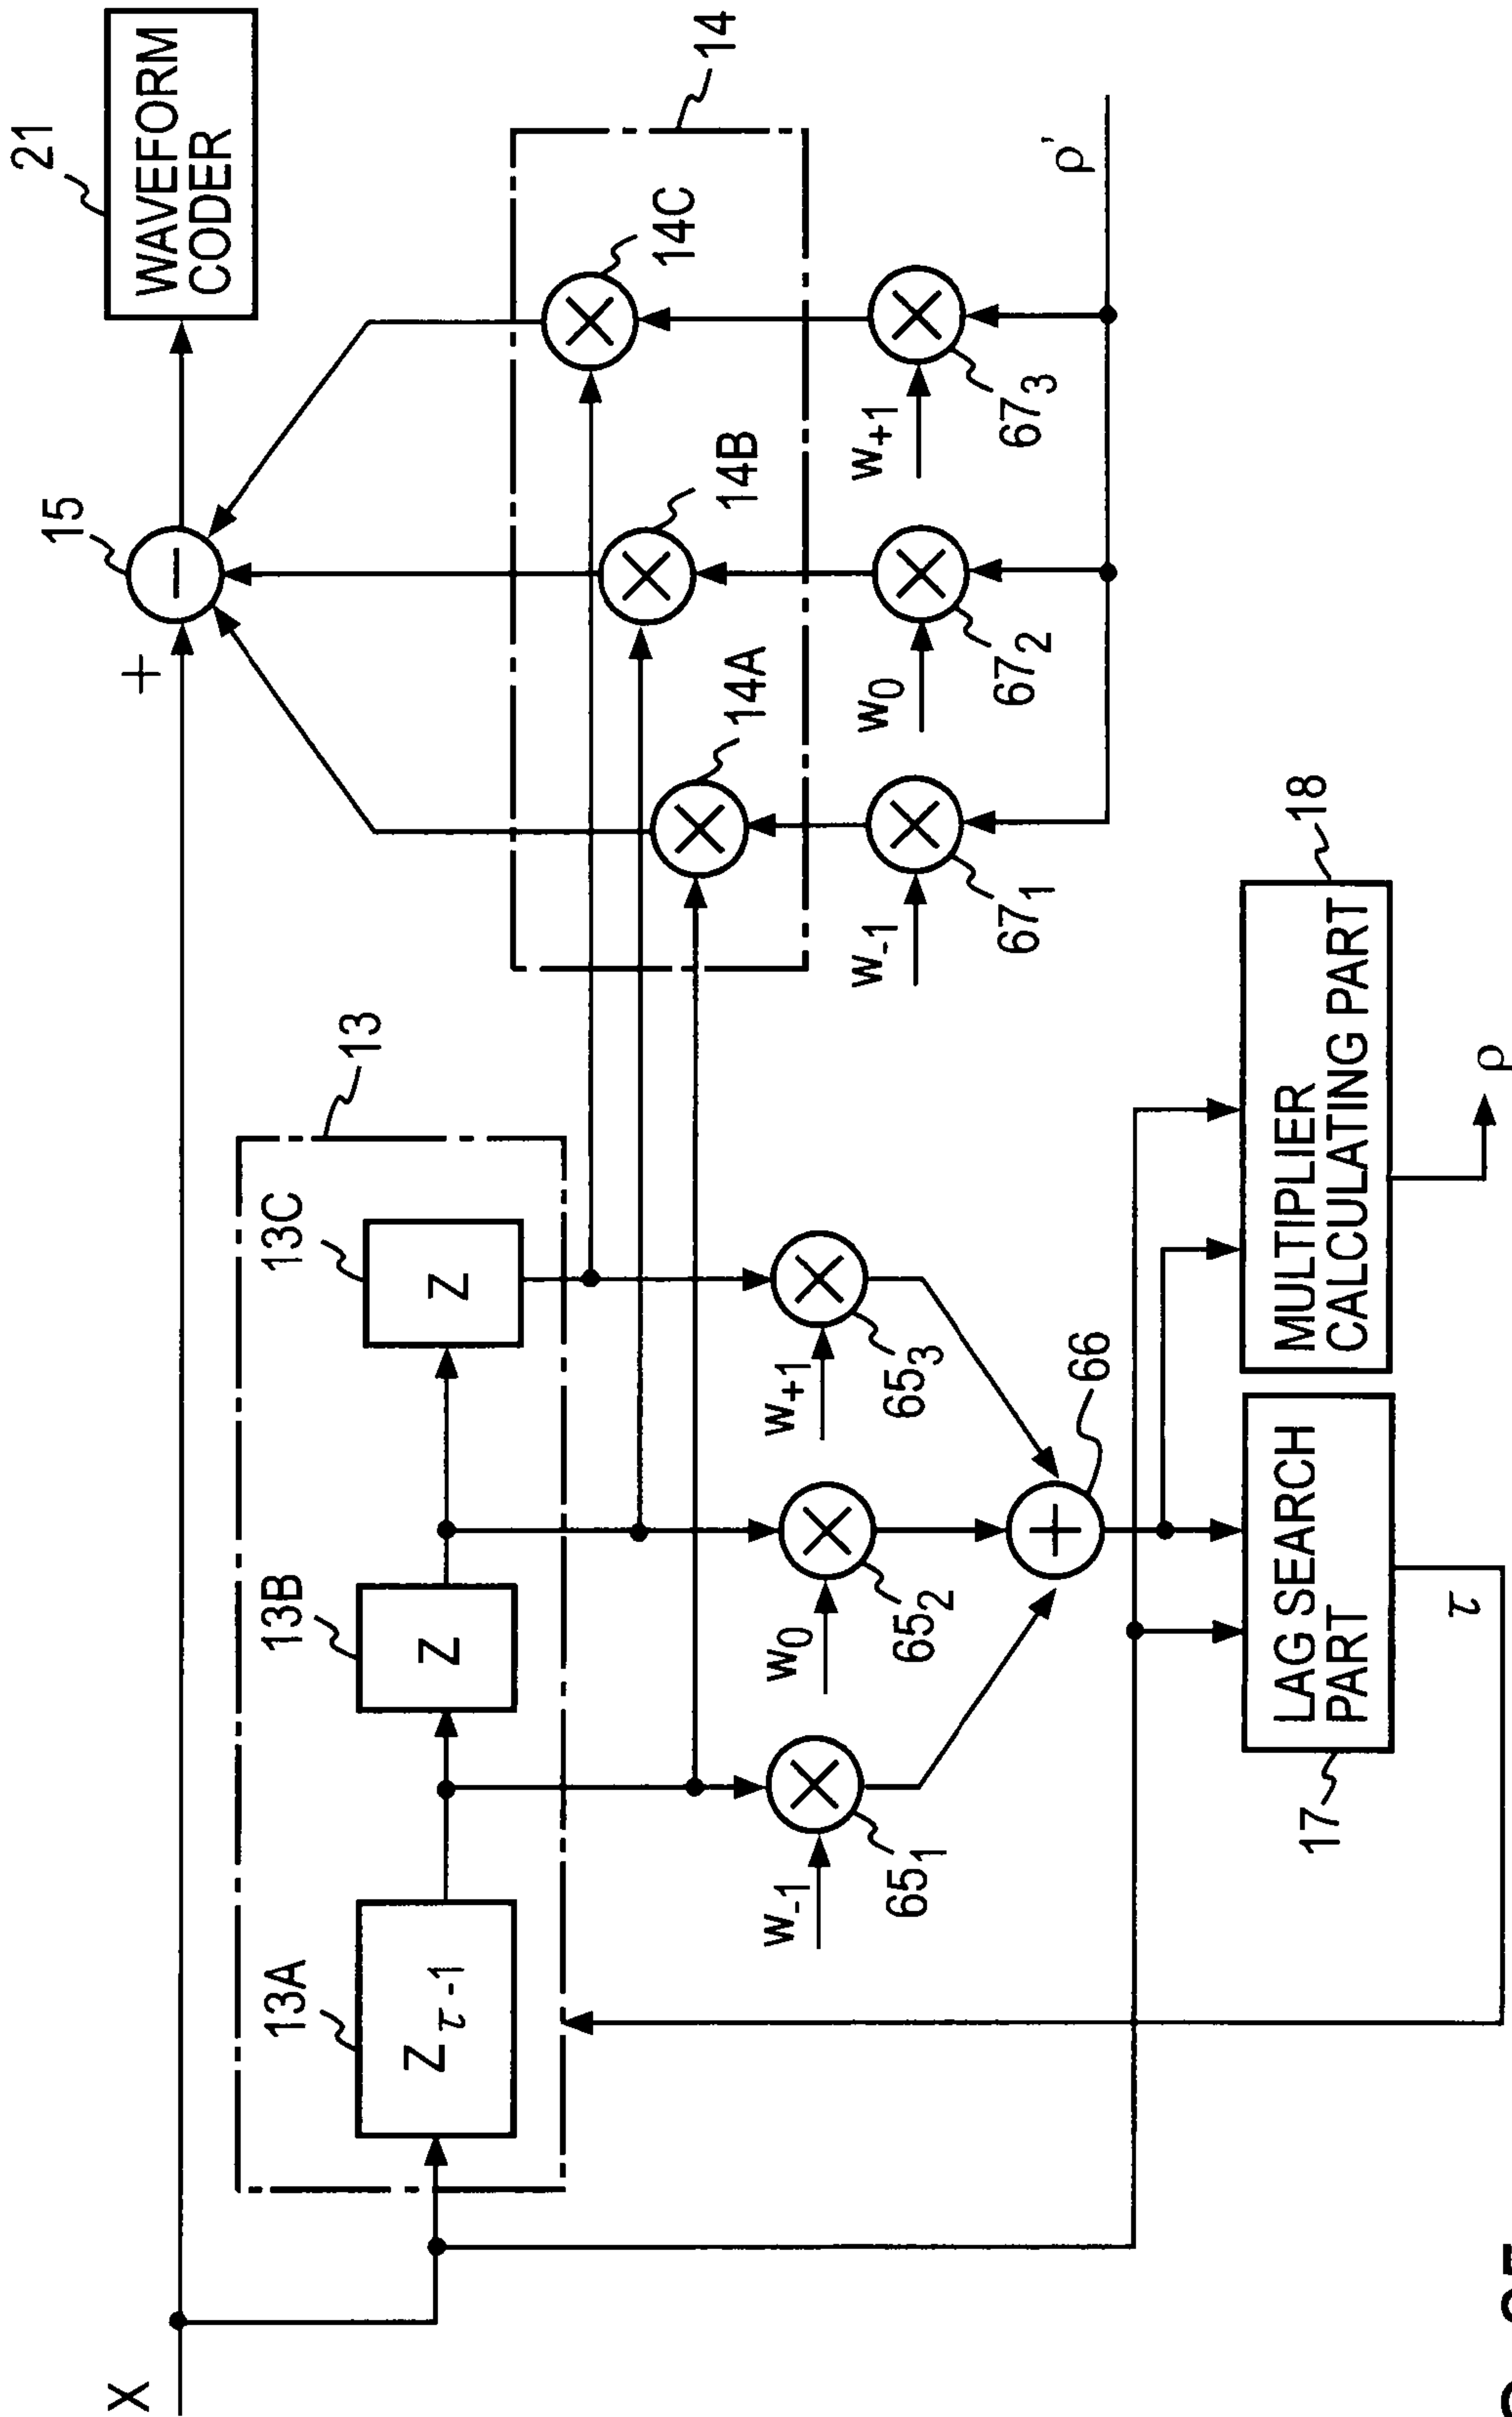 X
+
15
21
WAVEFORM
CODER
13
13A
Z τ -1
13B
Z
13C
Z
14
14A
14B
14C
w-1
65₁
w0
65₂
w+1
65₃
66
w-1
67₁
w0
67₂
w+1
67₃
ρ'
17
LAG SEARCH
PART
τ
18
MULTIPLIER
CALCULATING PART
ρ